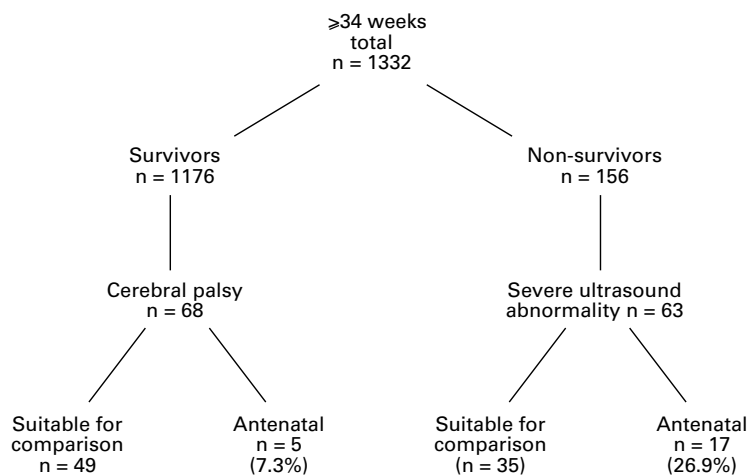 ⩾34 weeks
total
n = 1332
Survivors
n = 1176
Non-survivors
n = 156
Cerebral palsy
n = 68
Severe ultrasound
abnormality n = 63
Suitable for
comparison
n = 49
Antenatal
n = 5
(7.3%)
Suitable for
comparison
(n = 35)
Antenatal
n = 17
(26.9%)